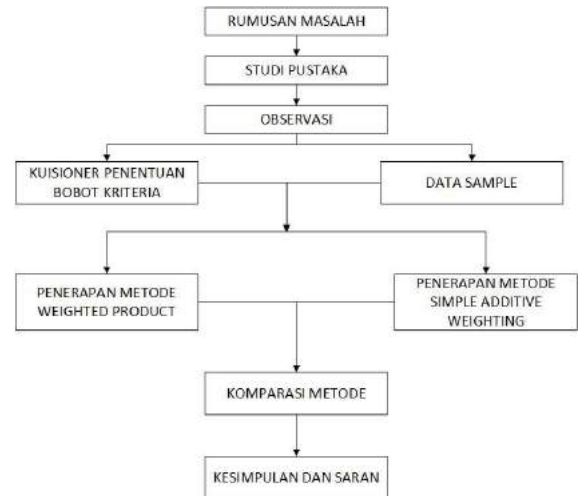 RUMUSAN MASALAH
STUDI PUSTAKA
OBSERVASI
KUISIONER PENENTUAN
BOBOT KRITERIA
DATA SAMPLE
PENERAPAN METODE
WEIGHTED PRODUCT
PENERAPAN METODE
SIMPLE ADDITIVE
WEIGHTING
KOMPARASI METODE
KESIMPULAN DAN SARAN